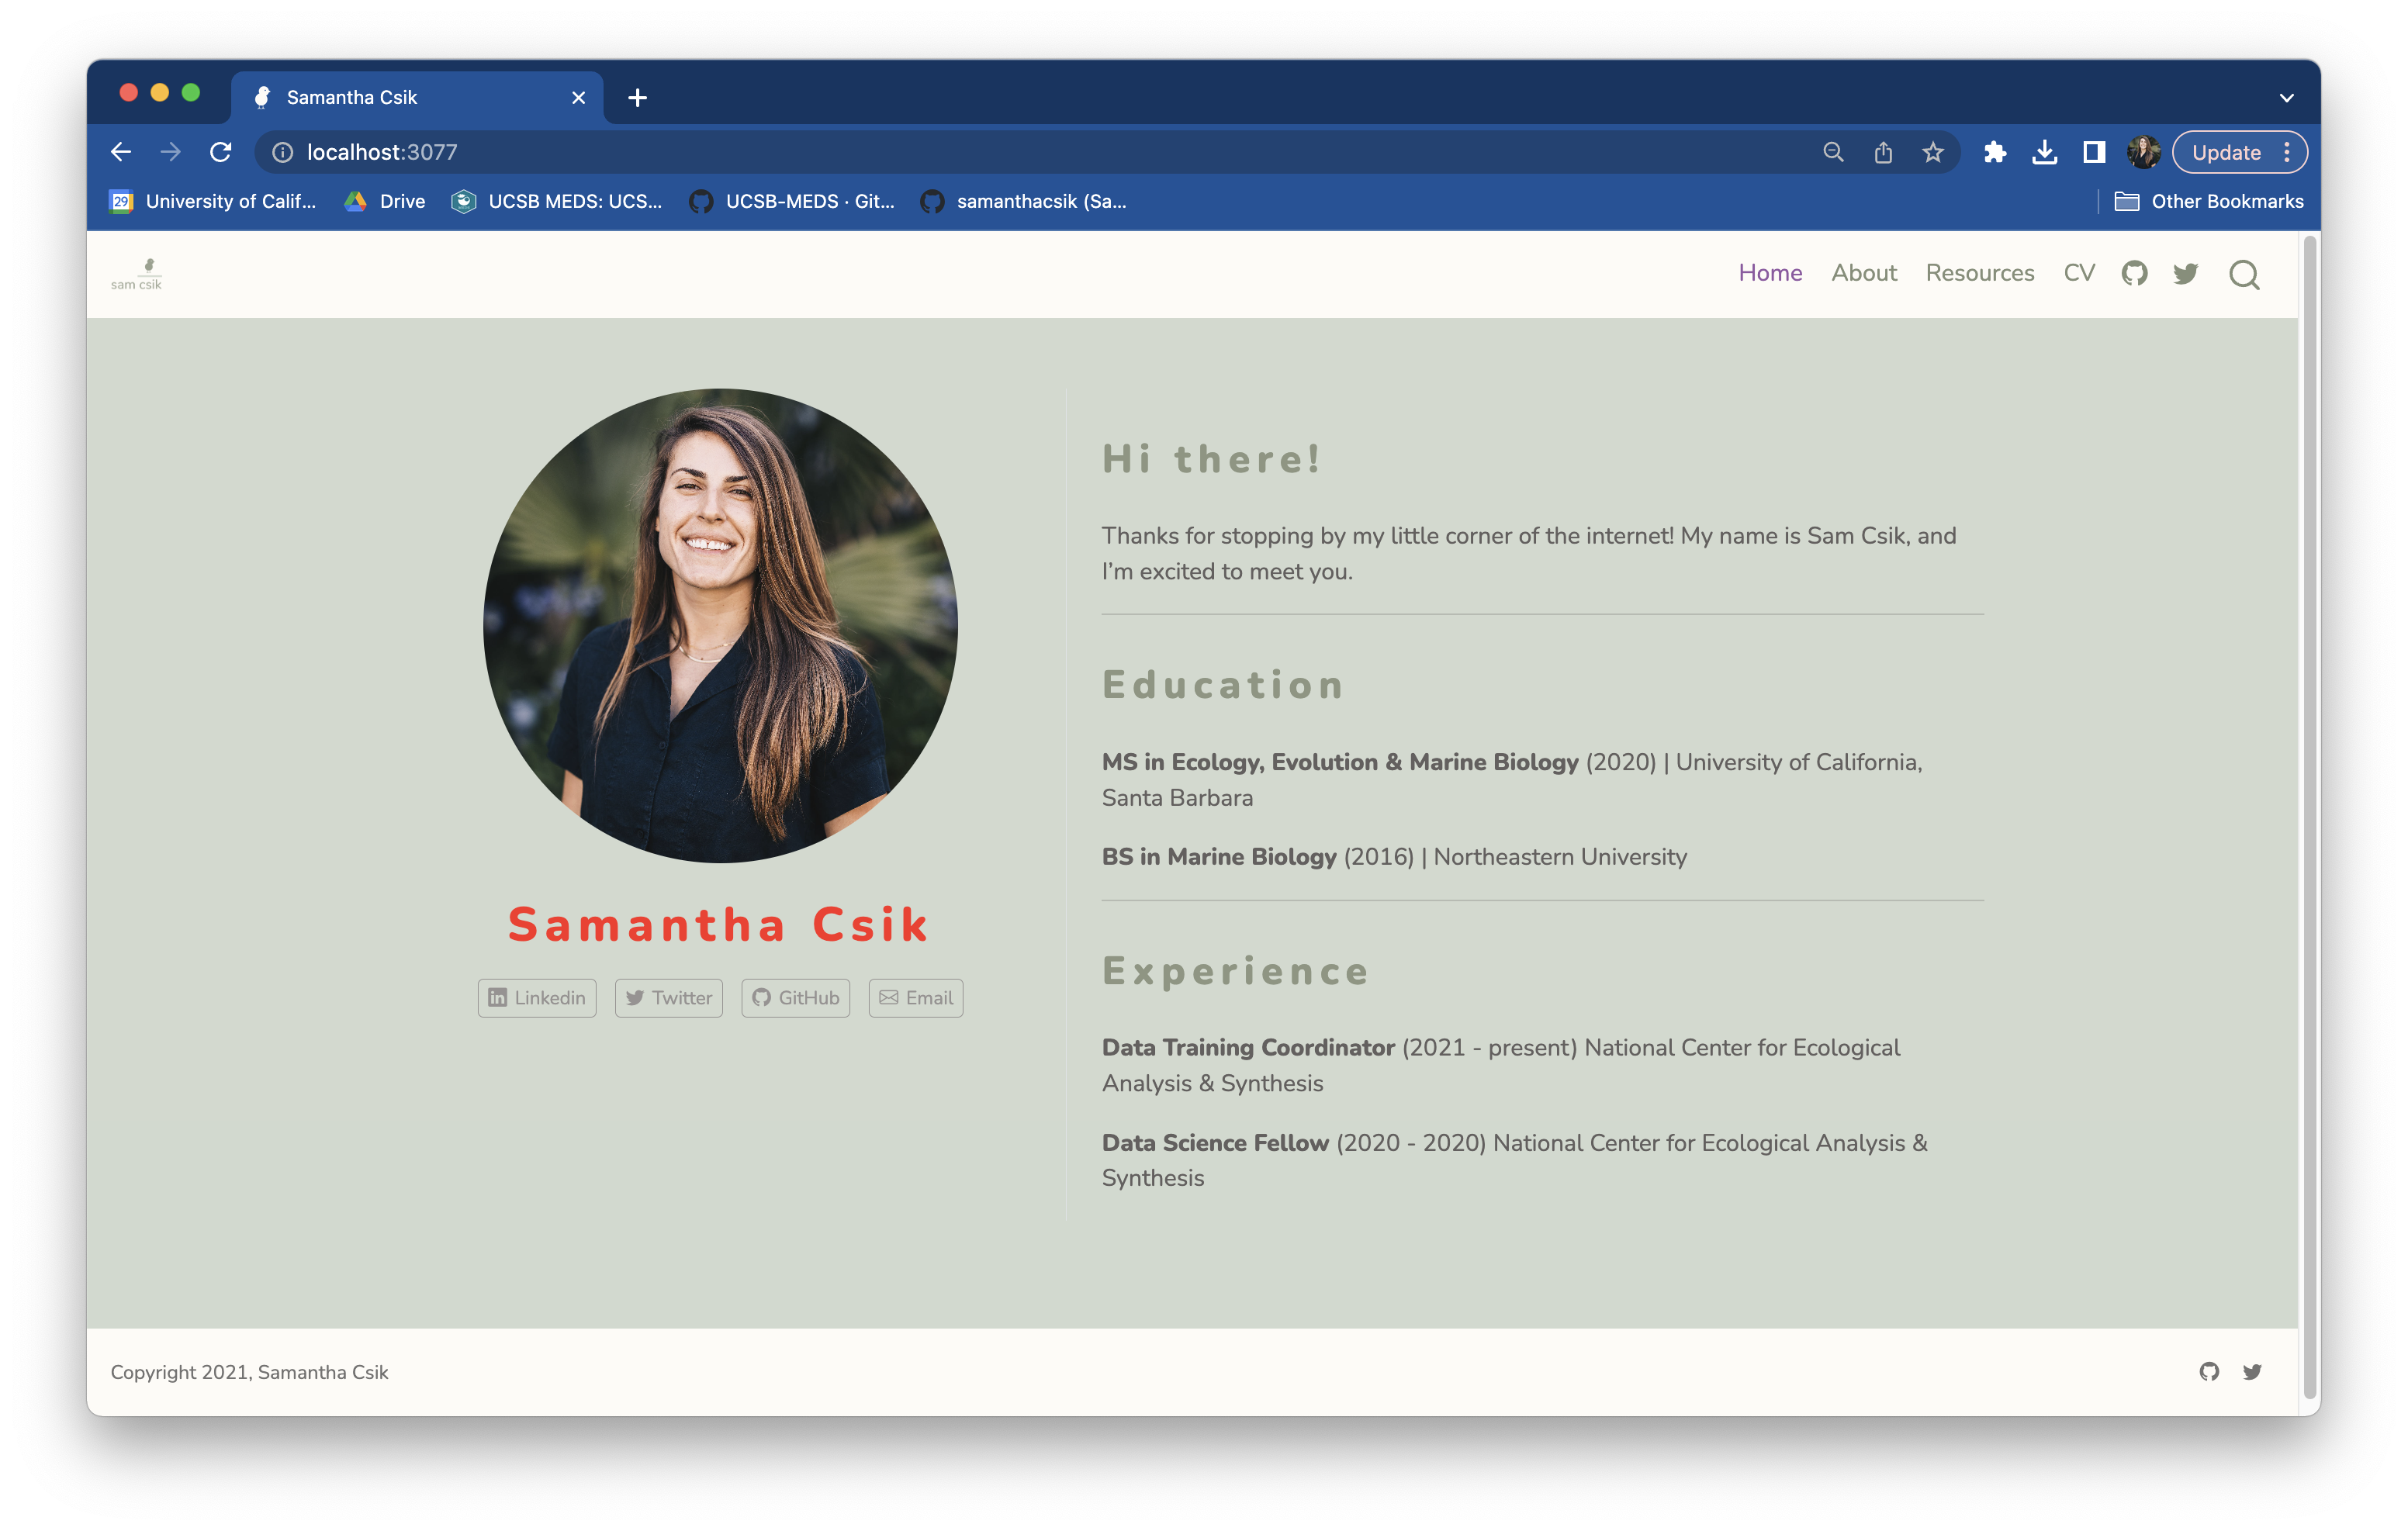 Samantha Csik
localhost:3077
Update
29
University of Calif...
Drive
UCSB MEDS: UCS...
UCSB-MEDS · Git...
samanthacsik (Sa...
Other Bookmarks
sam csik
Home
About
Resources
CV
Hi there!
Thanks for stopping by my little corner of the internet! My name is Sam Csik, and
I’m excited to meet you.
Education
MS in Ecology, Evolution & Marine Biology (2020) | University of California,
Santa Barbara
BS in Marine Biology (2016) | Northeastern University
Samantha Csik
Linkedin
Twitter
GitHub
Email
Experience
Data Training Coordinator (2021 - present) National Center for Ecological
Analysis & Synthesis
Data Science Fellow (2020 - 2020) National Center for Ecological Analysis &
Synthesis
Copyright 2021, Samantha Csik